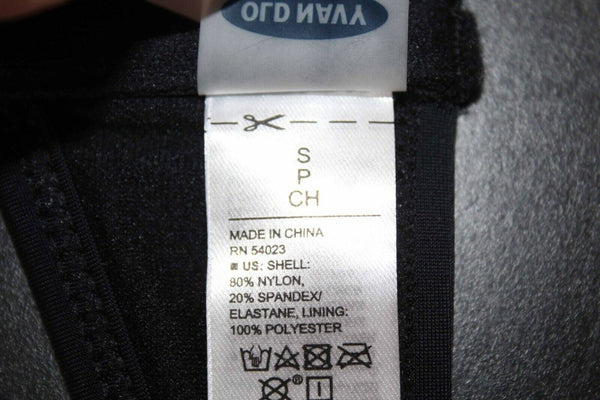 OLD NAVY
S
P
CH
MADE IN CHINA
RN 54023
US: SHELL:
80% NYLON,
20% SPANDEX/
ELASTANE, LINING:
100% POLYESTER